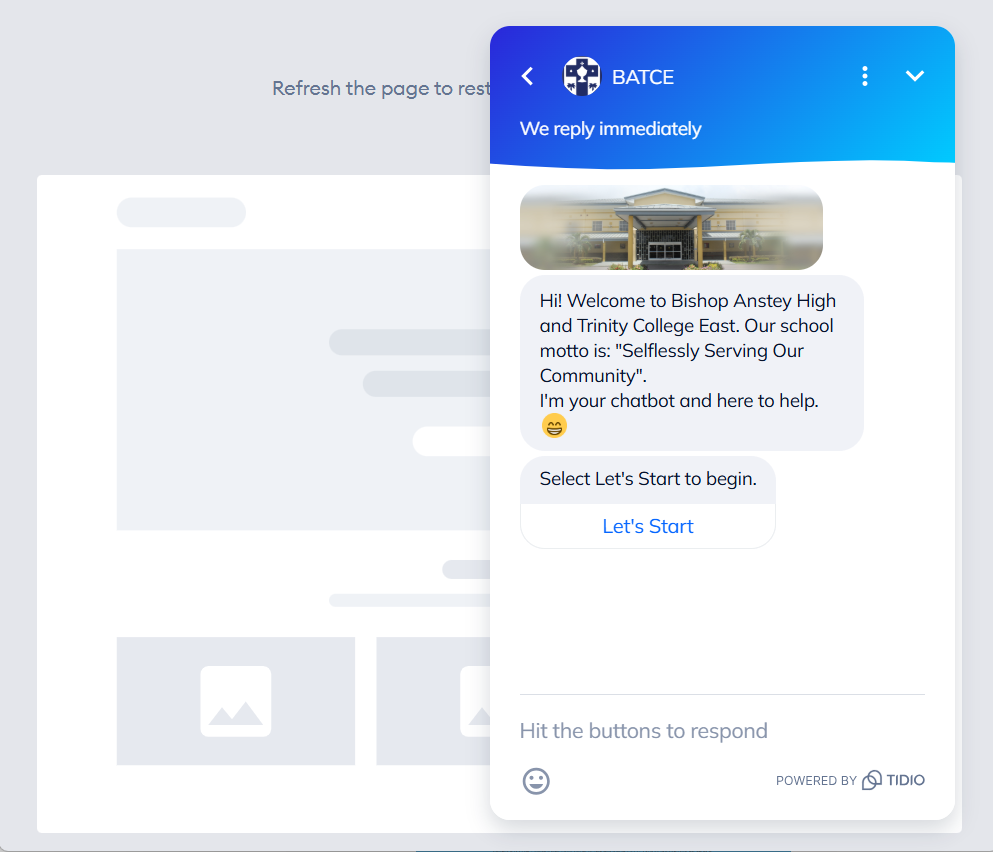 Refresh the page to rest
BATCE
We reply immediately
Hi! Welcome to Bishop Anstey High
and Trinity College East. Our school
motto is: "Selflessly Serving Our
Community".
I'm your chatbot and here to help.
😄
Select Let's Start to begin.
Let's Start
Hit the buttons to respond
POWERED BY TIDIO